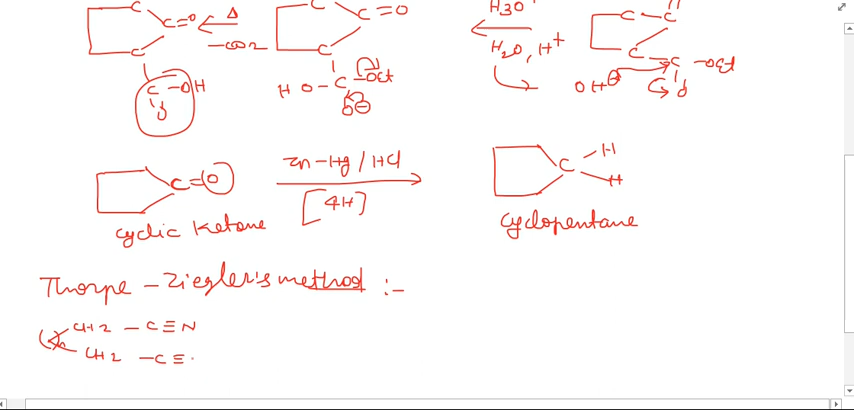 C C H3O+ C - C
C=O Δ C=O H2O, H+
-CO2
C C C - C - OEt
C - OH HO - C - OEt OH⊖ O
O O⊖
C=O Zn-Hg/HCl C H
[4H] H
cyclic Ketone cyclopentane
Thorpe - Ziegler's method :-
CH2 - C ≡ N
CH2 - C ≡